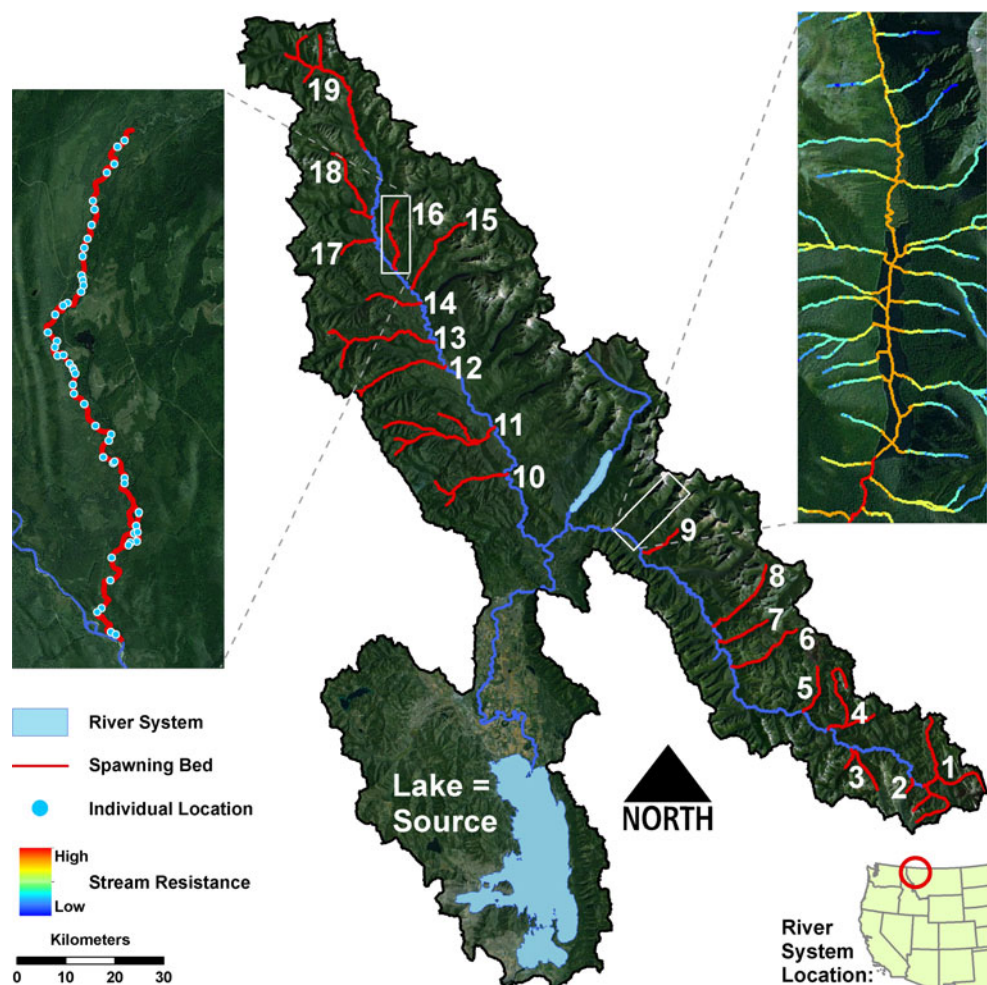 19
18
16
15
17
14
13
12
11
10
9
8
7
6
5
4
3
2
1
River System
Spawning Bed
Individual Location
High
Stream Resistance
Low
Kilometers
0 10 20 30
Lake =
Source
NORTH
River
System
Location: